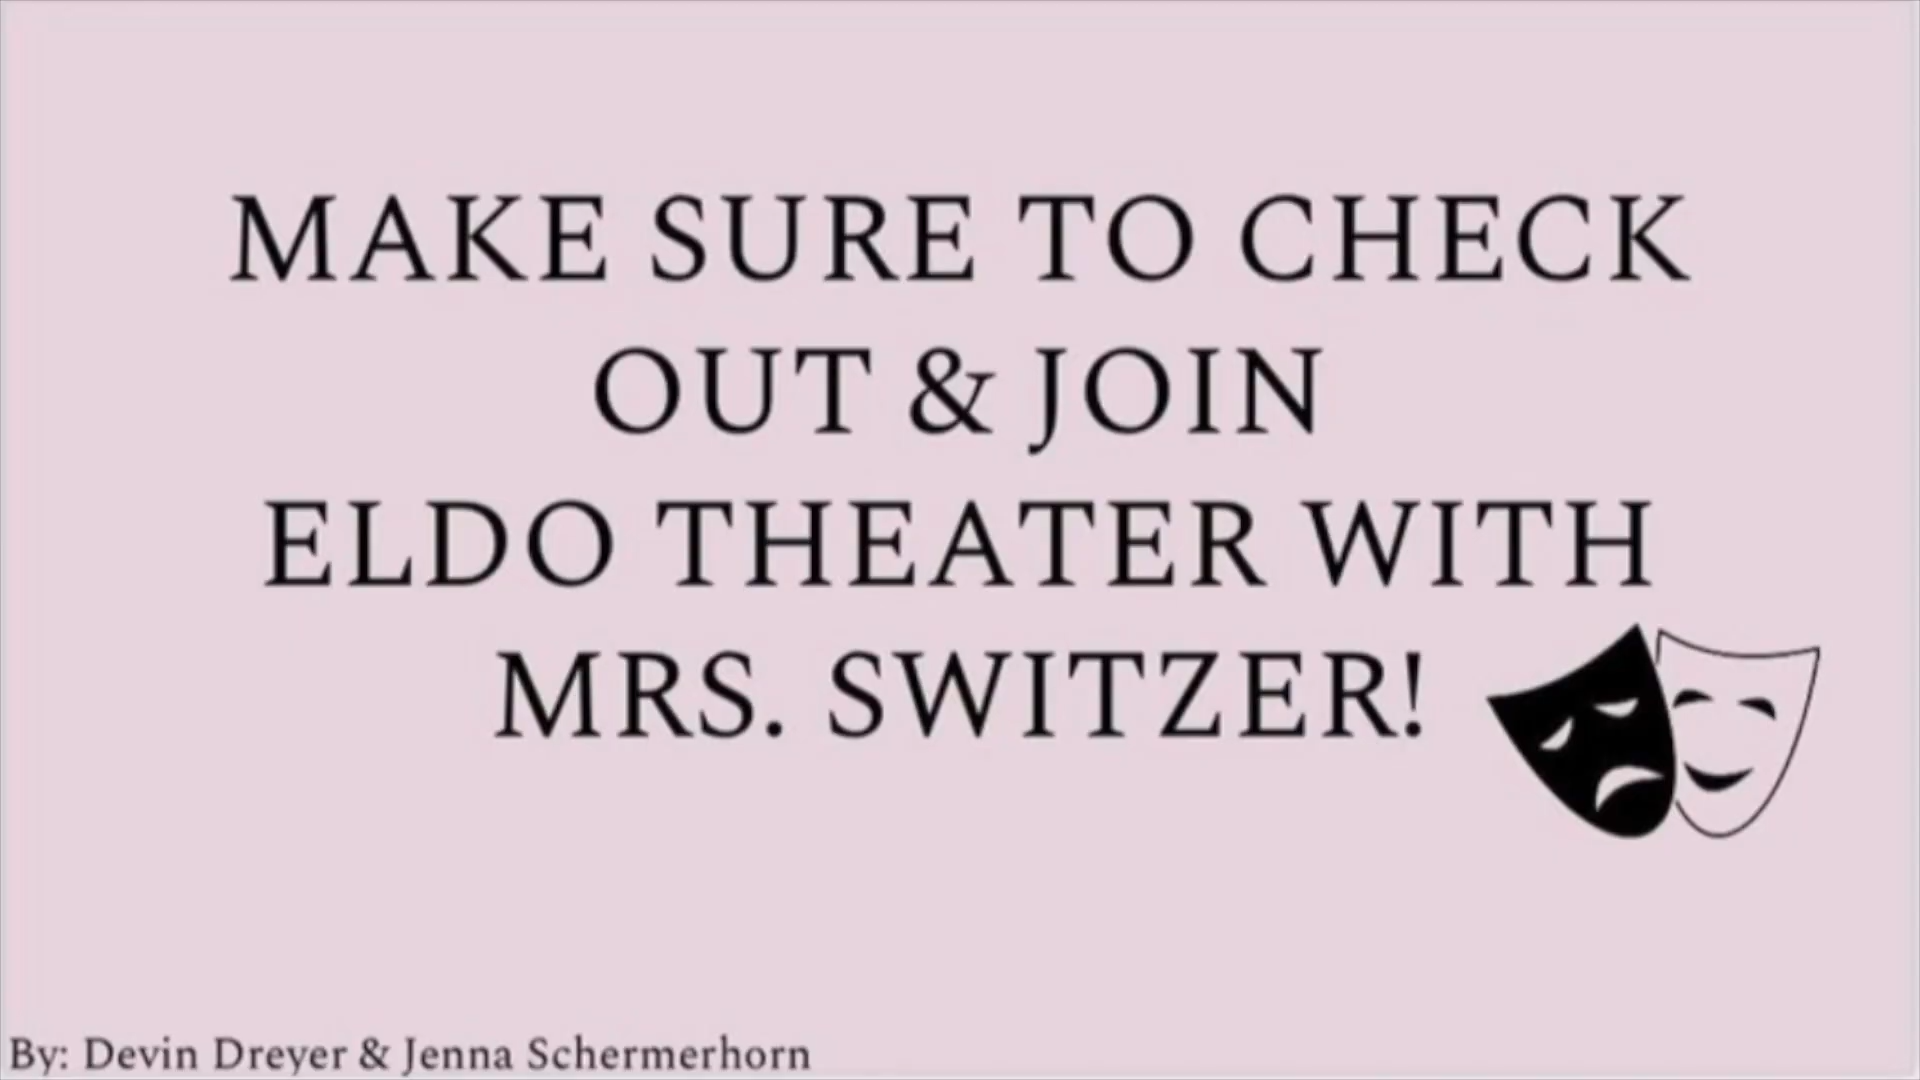 MAKE SURE TO CHECK
OUT & JOIN
ELDO THEATER WITH
MRS. SWITZER!
By: Devin Dreyer & Jenna Schermerhorn